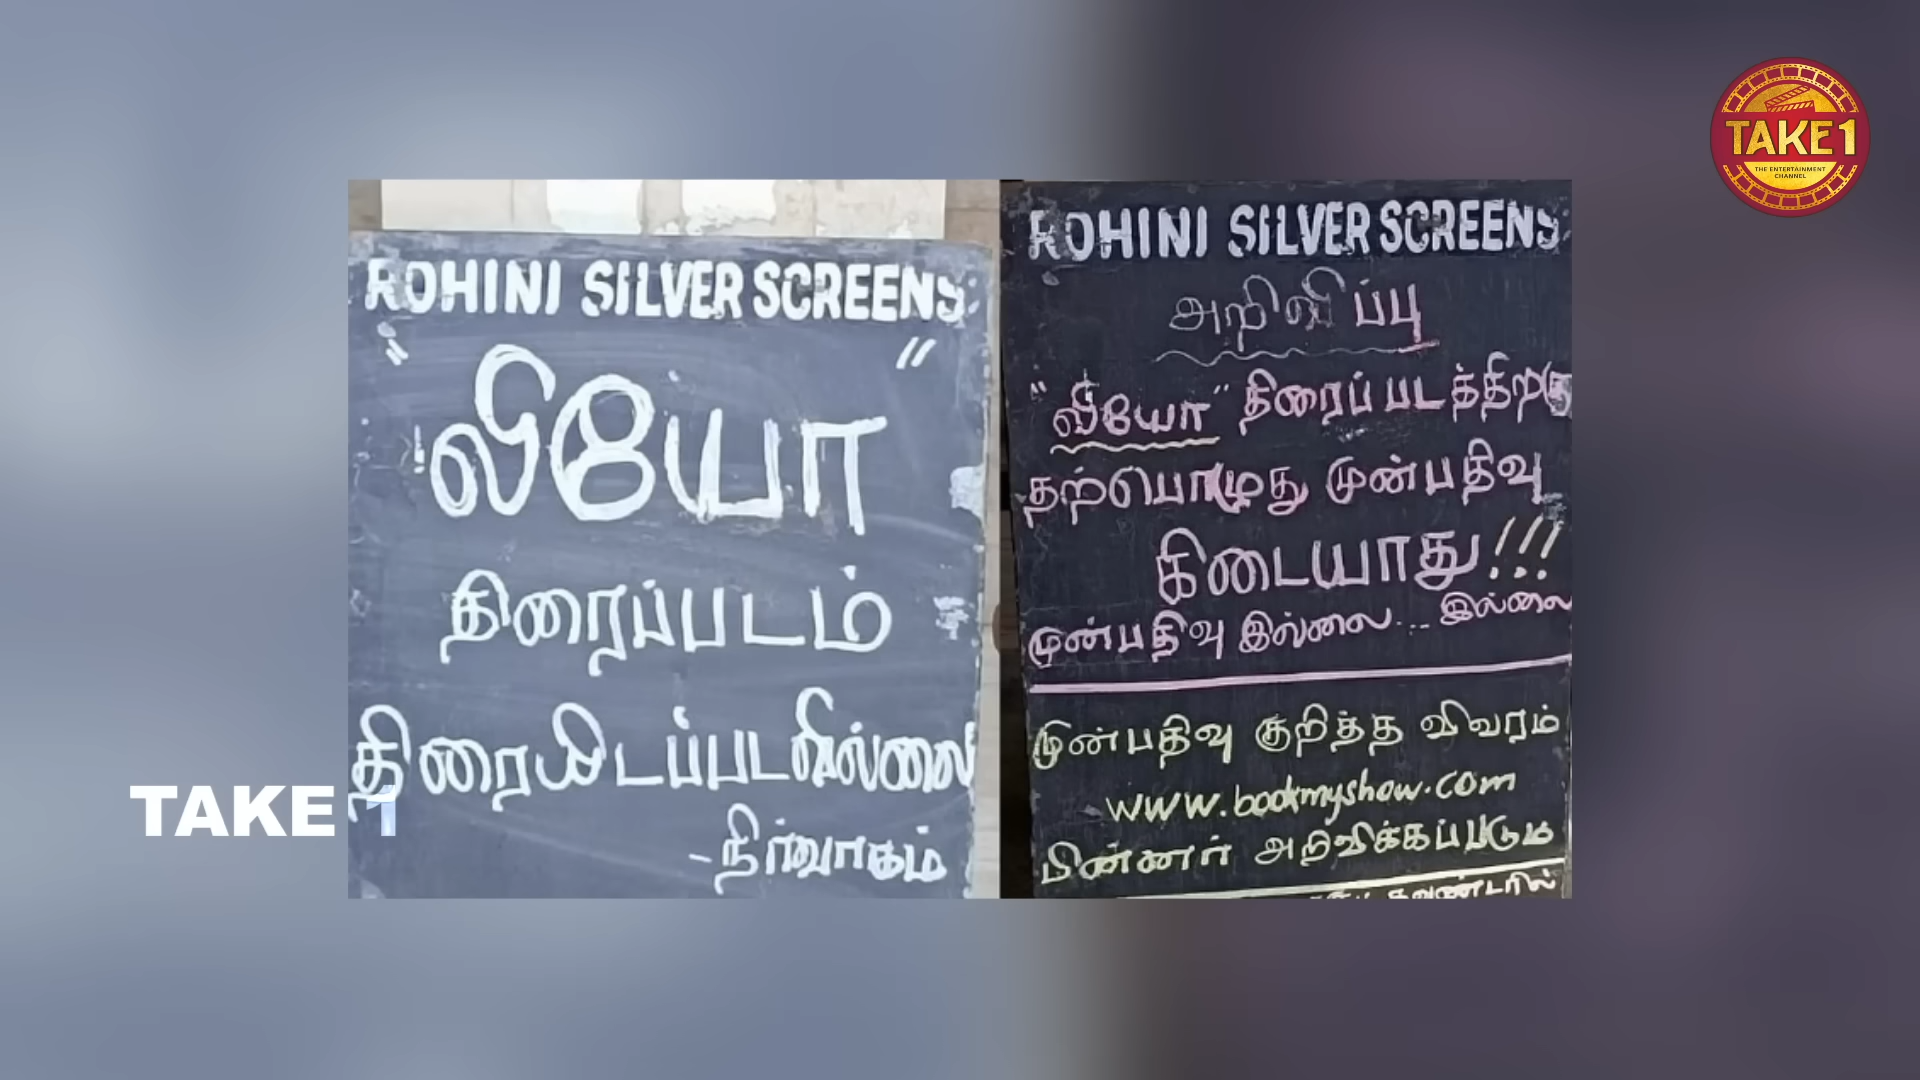 ROHINI SILVER SCREENS
"லியோ"
திரைப்படம்
திரையிடப்படவில்லை
-நிர்வாகம்
ROHINI SILVER SCREENS
அறிவிப்பு
"லியோ" திரைப்படத்திற்கு
தற்பொழுது முன்பதிவு
கிடையாது!!!
முன்பதிவு இல்லை... இல்லை
முன்பதிவு குறித்த விவரம்
www.bookmyshow.com
பின்னர் அறிவிக்கப்படும்
TAKE 1
TAKE1
THE ENTERTAINMENT
CHANNEL